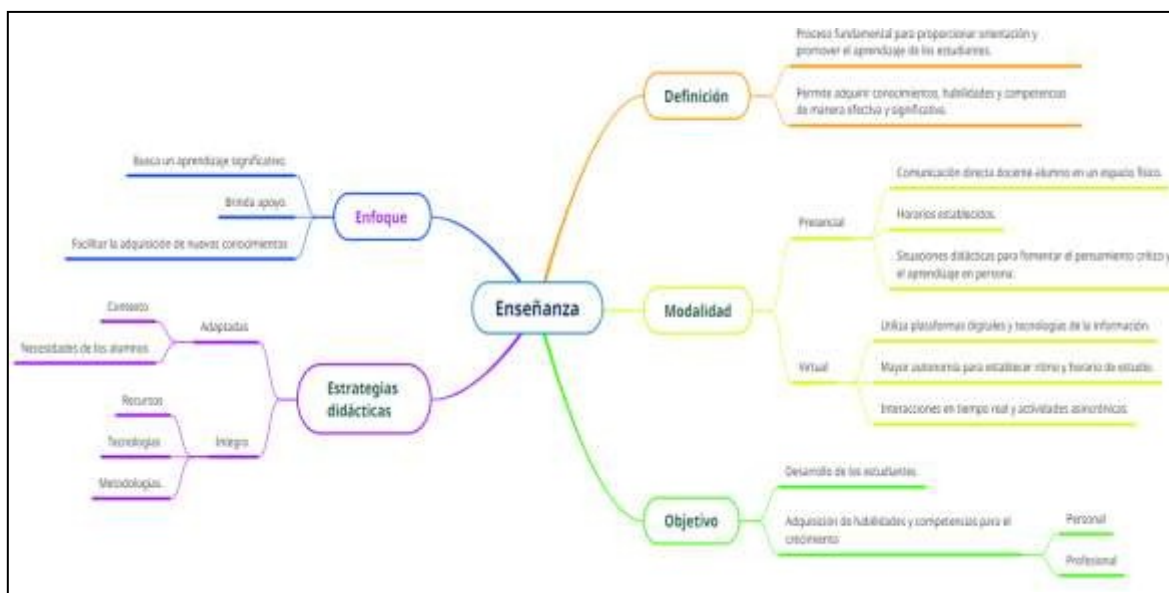 Enseñanza
Definición
Proceso fundamental para proporcionar orientación y
promover el aprendizaje de los estudiantes.
Permite adquirir conocimientos, habilidades y competencias
de manera efectiva y significativa.
Modalidad
Presencial
Comunicación directa docente-alumno en un espacio físico.
Horarios establecidos.
Situaciones didácticas para fomentar el pensamiento crítico y
el aprendizaje en persona.
Virtual
Utiliza plataformas digitales y tecnologías de la información.
Mayor autonomía para establecer ritmo y horario de estudio.
Interacciones en tiempo real y actividades asincrónicas.
Objetivo
Desarrollo de los estudiantes.
Adquisición de habilidades y competencias para el
crecimiento
Personal
Profesional
Enfoque
Busca un aprendizaje significativo.
Brinda apoyo.
Facilitar la adquisición de nuevos conocimientos
Estrategias
didácticas
Adaptadas
Contexto
Necesidades de los alumnos
Integra
Recursos
Tecnologías
Metodologías.